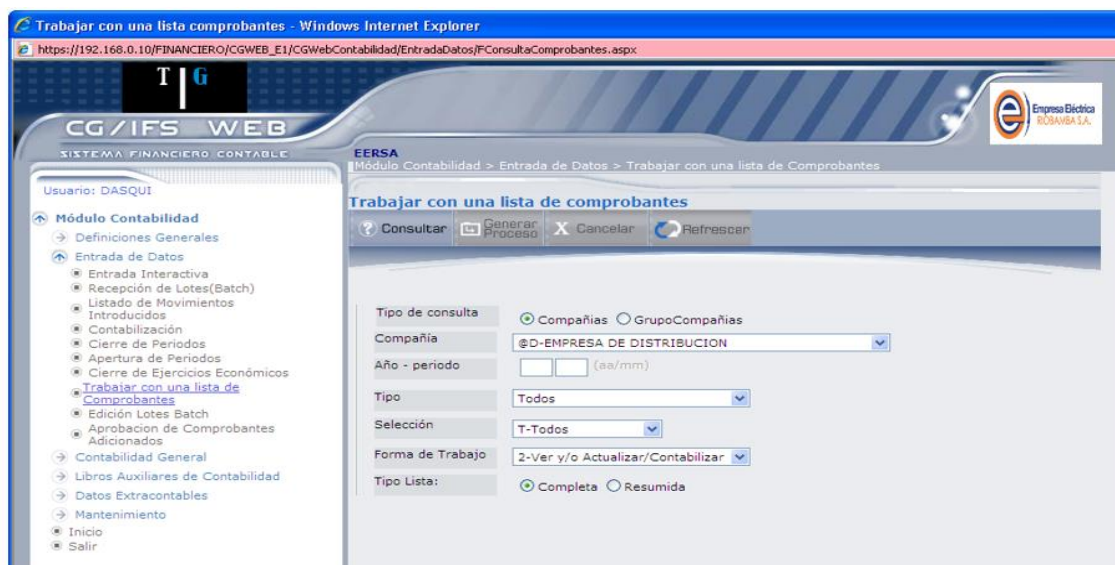 Trabajar con una lista comprobantes - Windows Internet Explorer
https://192.168.0.10/FINANCIERO/CGWEB_E1/CGWebContabilidad/EntradaDatos/FConsultaComprobantes.aspx
T G
CG/IFS WEB
SISTEMA FINANCIERO CONTABLE
Empresa Eléctrica
RIOBAMBA S.A.
EERSA
Módulo Contabilidad > Entrada de Datos > Trabajar con una lista de Comprobantes
Usuario: DASQUI
Módulo Contabilidad
Definiciones Generales
Entrada de Datos
Entrada Interactiva
Recepción de Lotes(Batch)
Listado de Movimientos
Introducidos
Contabilización
Cierre de Periodos
Apertura de Periodos
Cierre de Ejercicios Económicos
Trabajar con una lista de
Comprobantes
Edición Lotes Batch
Aprobacion de Comprobantes
Adicionados
Contabilidad General
Libros Auxiliares de Contabilidad
Datos Extracontables
Mantenimiento
Inicio
Salir
Trabajar con una lista de comprobantes
? Consultar Generar Proceso X Cancelar Refrescar
Tipo de consulta Compañias GrupoCompañias
Compañía @D-EMPRESA DE DISTRIBUCION
Año - periodo (aa/mm)
Tipo Todos
Selección T-Todos
Forma de Trabajo 2-Ver y/o Actualizar/Contabilizar
Tipo Lista: Completa Resumida